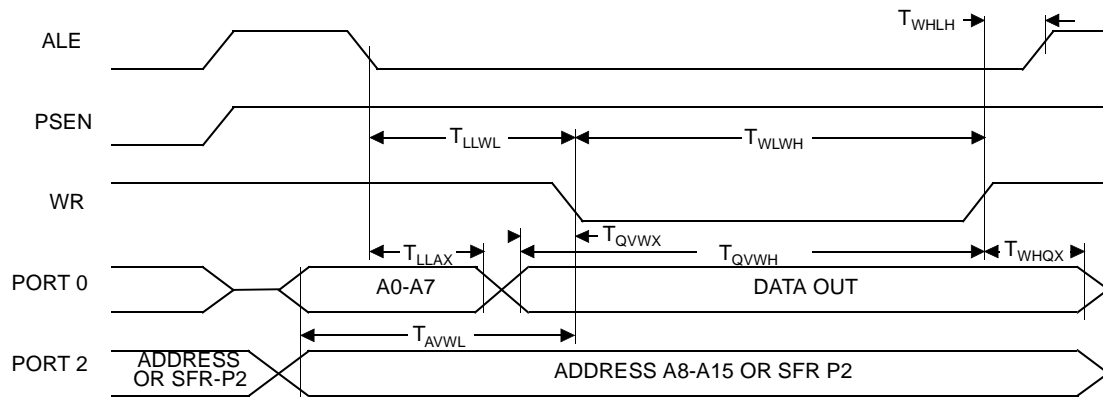 ALE
TWHLH
PSEN
TLLWL
TWLWH
WR
TQVWX
TLLAX
TQVWH
TWHQX
PORT 0
A0-A7
DATA OUT
TAVWL
PORT 2
ADDRESS
OR SFR-P2
ADDRESS A8-A15 OR SFR P2